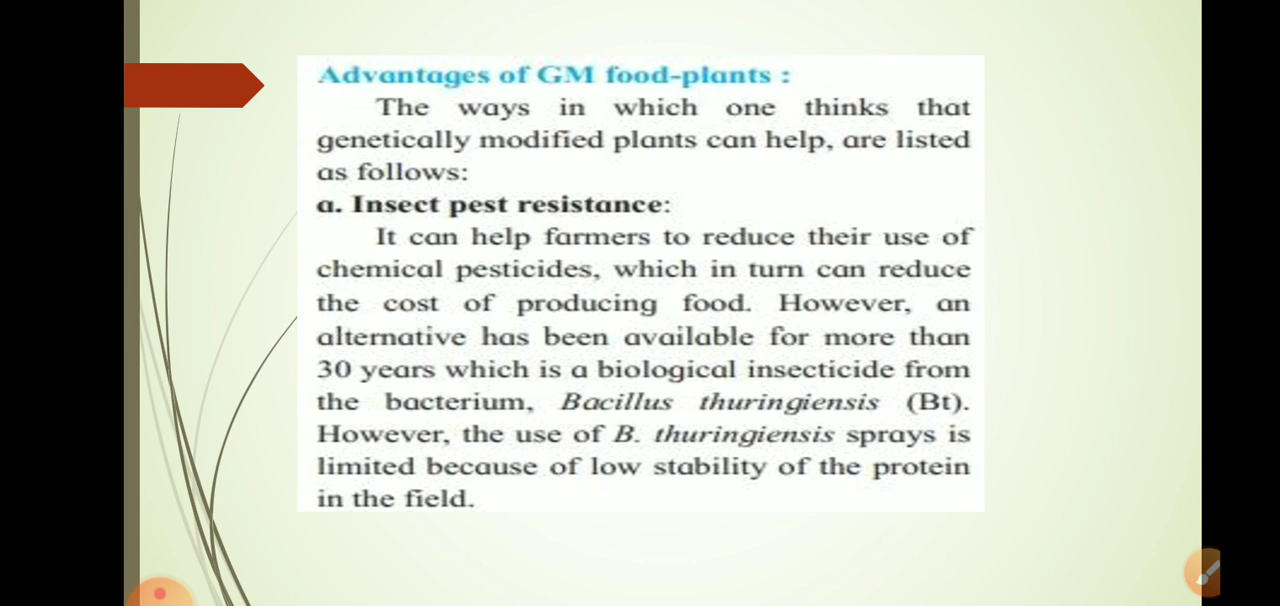 Advantages of GM food-plants :
The ways in which one thinks that
genetically modified plants can help, are listed
as follows:
a. Insect pest resistance:
It can help farmers to reduce their use of
chemical pesticides, which in turn can reduce
the cost of producing food. However, an
alternative has been available for more than
30 years which is a biological insecticide from
the bacterium, Bacillus thuringiensis (Bt).
However, the use of B. thuringiensis sprays is
limited because of low stability of the protein
in the field.